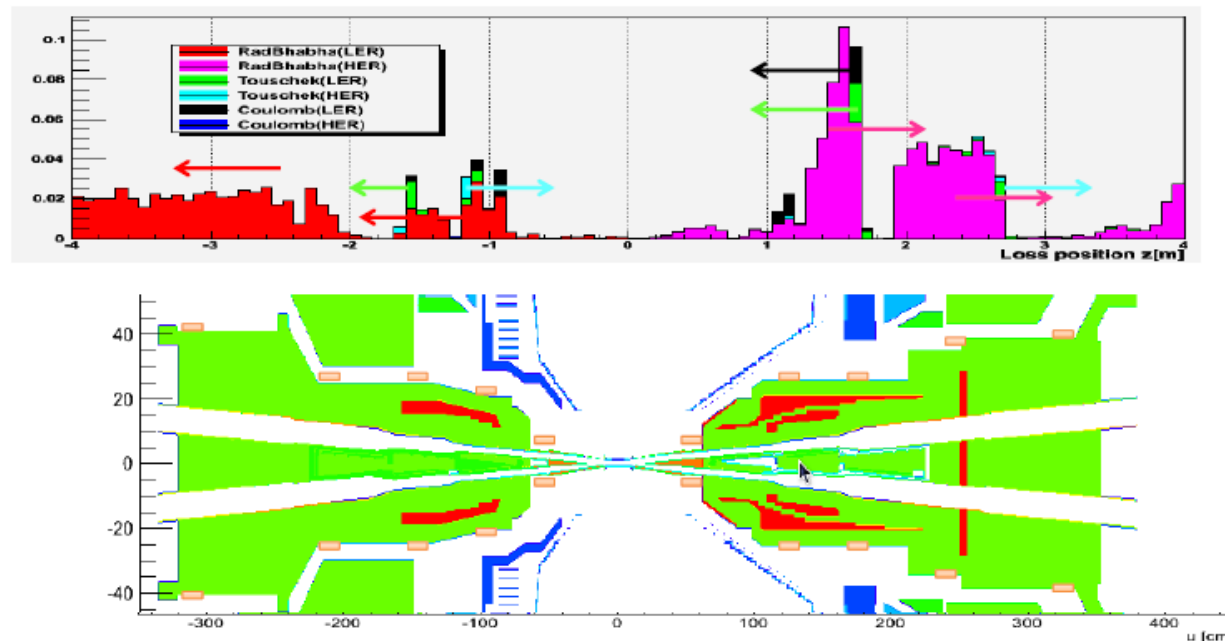 0.1
0.08
0.06
0.04
0.02
0
RadBhabha(LER)
RadBhabha(HER)
Touschek(LER)
Touschek(HER)
Coulomb(LER)
Coulomb(HER)
-4 -3 -2 -1 0 1 2 3 4
Loss position z[m]
40
20
0
-20
-40
-300 -200 -100 0 100 200 300 400
u [cm